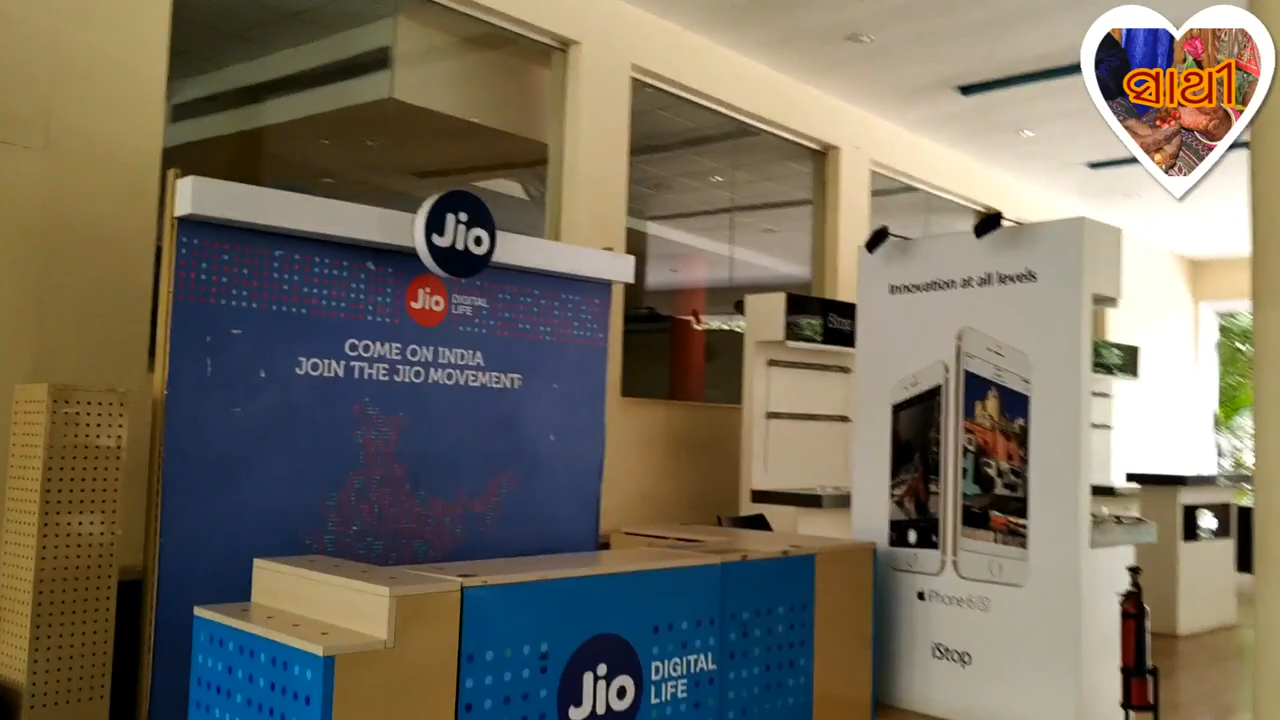 ସାଥୀ
Jio
Jio DIGITAL
LIFE
COME ON INDIA
JOIN THE JIO MOVEMENT
iStop
Innovation at all levels
iPhone 6S
iStop
Jio DIGITAL
LIFE